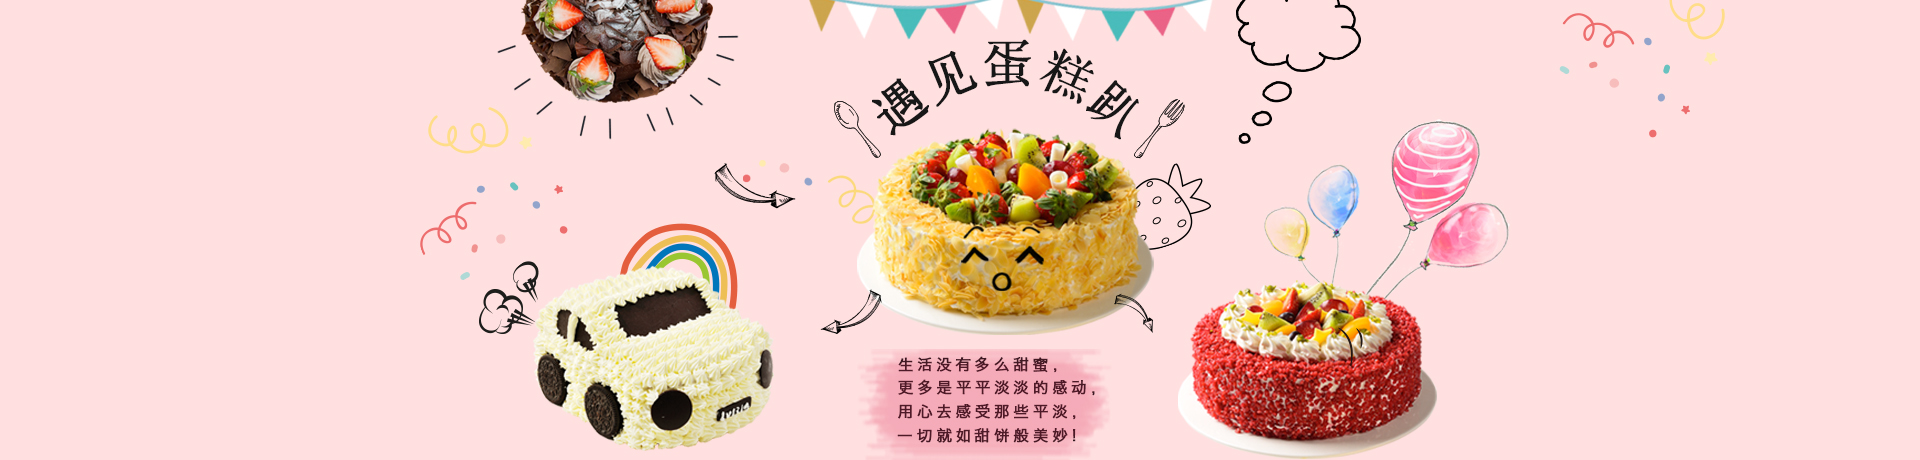 遇见蛋糕趴
生活没有多么甜蜜，
更多是平平淡淡的感动，
用心去感受那些平淡，
一切就如甜饼般美妙！